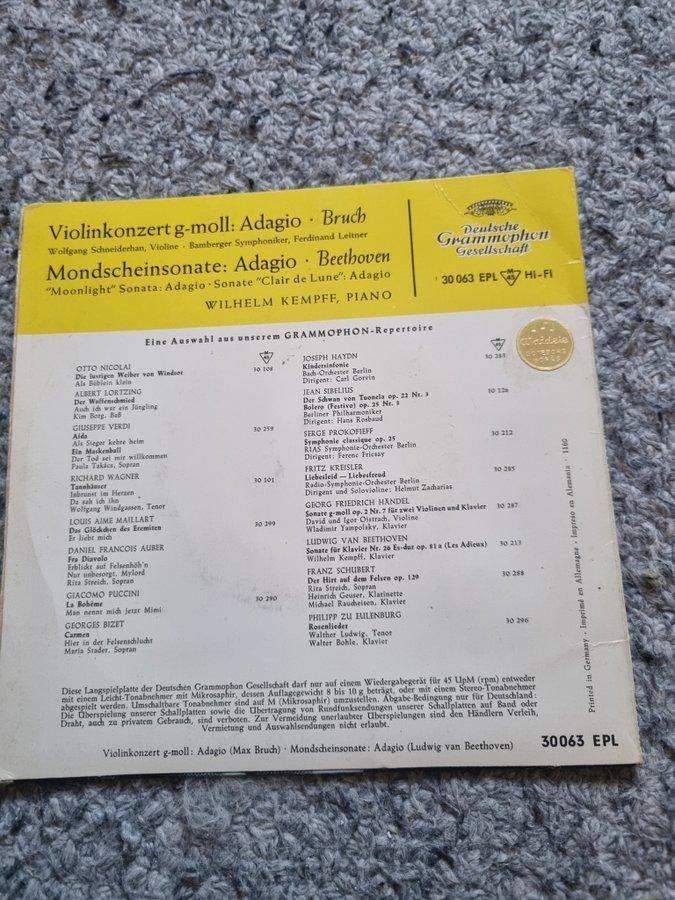 Violinkonzert g-moll: Adagio · Bruch
Wolfgang Schneiderhan, Violine · Bamberger Symphoniker, Ferdinand Leitner
Mondscheinsonate: Adagio · Beethoven
"Moonlight" Sonata: Adagio · Sonate "Clair de Lune": Adagio
WILHELM KEMPFF, PIANO
Deutsche
Grammophon
Gesellschaft
30 063 EPL M 45 HI-FI
Eine Auswahl aus unserem GRAMMOPHON-Repertoire
M 45
OTTO NICOLAI 30 108
Die lustigen Weiber von Windsor
Als Büblein klein
ALBERT LORTZING
Der Waffenschmied
Auch ich war ein Jüngling
Kim Borg, Baß
GIUSEPPE VERDI 30 259
Aida
Als Sieger kehre heim
Ein Maskenball
Der Tod sei mir willkommen
Paula Takács, Sopran
RICHARD WAGNER 30 101
Tannhäuser
Inbrunst im Herzen
Da sah ich ihn
Wolfgang Windgassen, Tenor
LOUIS AIME MAILLART 30 299
Das Glöckchen des Eremiten
Er liebt mich
DANIEL FRANCOIS AUBER
Fra Diavolo
Erblickt auf Felsenhöh'n
Nur unbesorgt, Mylord
Rita Streich, Sopran
GIACOMO PUCCINI 30 290
La Bohème
Man nennt mich jetzt Mimi
GEORGES BIZET
Carmen
Hier in der Felsenschlucht
Maria Stader, Sopran
45
JOSEPH HAYDN 30 285
Kindersinfonie
Bach-Orchester Berlin
Dirigent: Carl Gorvin
JEAN SIBELIUS 30 126
Der Schwan von Tuonela op. 22 Nr. 3
Bolero (Festivo) op. 25 Nr. 3
Berliner Philharmoniker
Dirigent: Hans Rosbaud
SERGE PROKOFIEFF 30 212
Symphonie classique op. 25
RIAS Symphonie-Orchester Berlin
Dirigent: Ferenc Fricsay
FRITZ KREISLER 30 285
Liebesleid — Liebesfreud
Radio-Symphonie-Orchester Berlin
Dirigent und Solovioline: Helmut Zacharias
GEORG FRIEDRICH HÄNDEL 30 287
Sonate g-moll op. 2 Nr. 7 für zwei Violinen und Klavier
David und Igor Oistrach, Violine
Wladimir Yampolsky, Klavier
LUDWIG VAN BEETHOVEN 30 213
Sonate für Klavier Nr. 26 Es-dur op. 81 a (Les Adieux)
Wilhelm Kempff, Klavier
FRANZ SCHUBERT 30 288
Der Hirt auf dem Felsen op. 129
Rita Streich, Sopran
Heinrich Geuser, Klarinette
Michael Raucheisen, Klavier
PHILIPP ZU EULENBURG 30 296
Rosenlieder
Walther Ludwig, Tenor
Walter Bohle, Klavier
Printed in Germany · Imprimé en Allemagne · Impreso en Alemania · 1160
Diese Langspielplatte der Deutschen Grammophon Gesellschaft darf nur auf einem Wiedergabegerät für 45 UpM (rpm) entweder
mit einem Leicht-Tonabnehmer mit Mikrosaphir, dessen Auflagegewicht 8 bis 10 g beträgt, oder mit einem Stereo-Tonabnehmer
abgespielt werden. Umschaltbare Tonabnehmer sind auf M (Mikrosaphir) umzustellen. Abgabe-Bedingung nur für Deutschland:
Die Überspielung unserer Schallplatten sowie die Übertragung von Rundfunksendungen unserer Schallplatten auf Band oder
Draht, auch zu privatem Gebrauch, sind verboten. Zur Vermeidung unerlaubter Überspielungen sind den Händlern Verleih,
Vermietung und Auswahlsendungen nicht erlaubt.
Violinkonzert g-moll: Adagio (Max Bruch) · Mondscheinsonate: Adagio (Ludwig van Beethoven)
30063 EPL